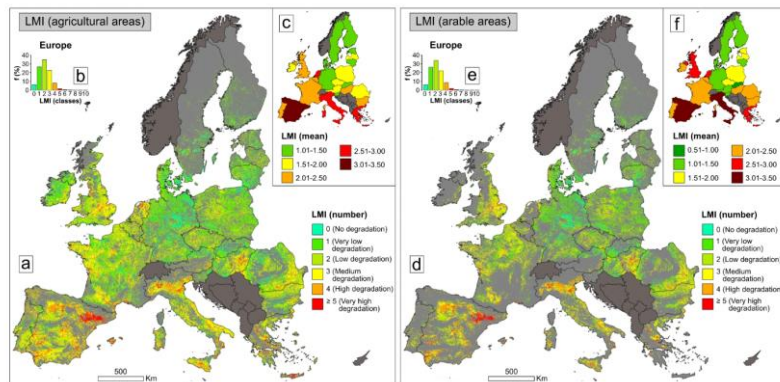 LMI (agricultural areas)
Europe
b
f (%)
0 1 2 3 4 5 6 7 8 910
LMI (classes)
c
LMI (mean)
1.01-1.50
1.51-2.00
2.01-2.50
2.51-3.00
3.01-3.50
LMI (number)
0 (No degradation)
1 (Very low
degradation)
2 (Low degradation)
3 (Medium
degradation)
4 (High degradation)
≥ 5 (Very high
degradation)
a
500
Km
LMI (arable areas)
Europe
e
f (%)
0 1 2 3 4 5 6 7 8 910
LMI (classes)
f
LMI (mean)
0.51-1.00
1.01-1.50
1.51-2.00
2.01-2.50
2.51-3.00
3.01-3.50
LMI (number)
0 (No degradation)
1 (Very low
degradation)
2 (Low degradation)
3 (Medium
degradation)
4 (High degradation)
≥ 5 (Very high
degradation)
d
500
Km